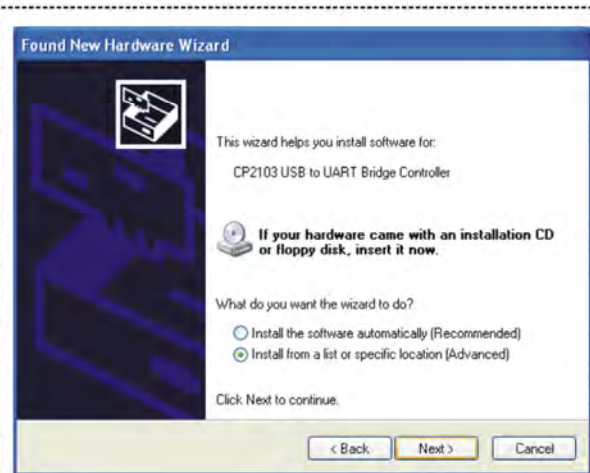 Found New Hardware Wizard
This wizard helps you install software for:
CP2103 USB to UART Bridge Controller
If your hardware came with an installation CD
or floppy disk, insert it now.
What do you want the wizard to do?
Install the software automatically (Recommended)
Install from a list or specific location (Advanced)
Click Next to continue.
< Back Next > Cancel